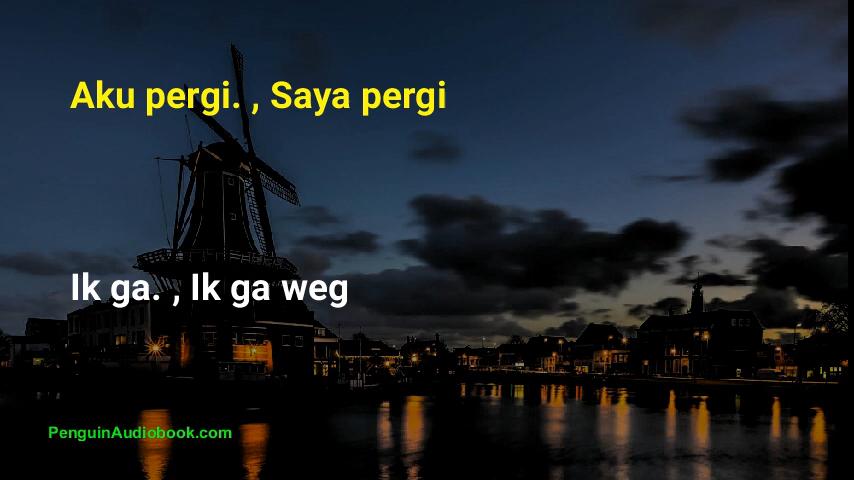 Aku pergi. , Saya pergi
Ik ga. , Ik ga weg
PenguinAudiobook.com